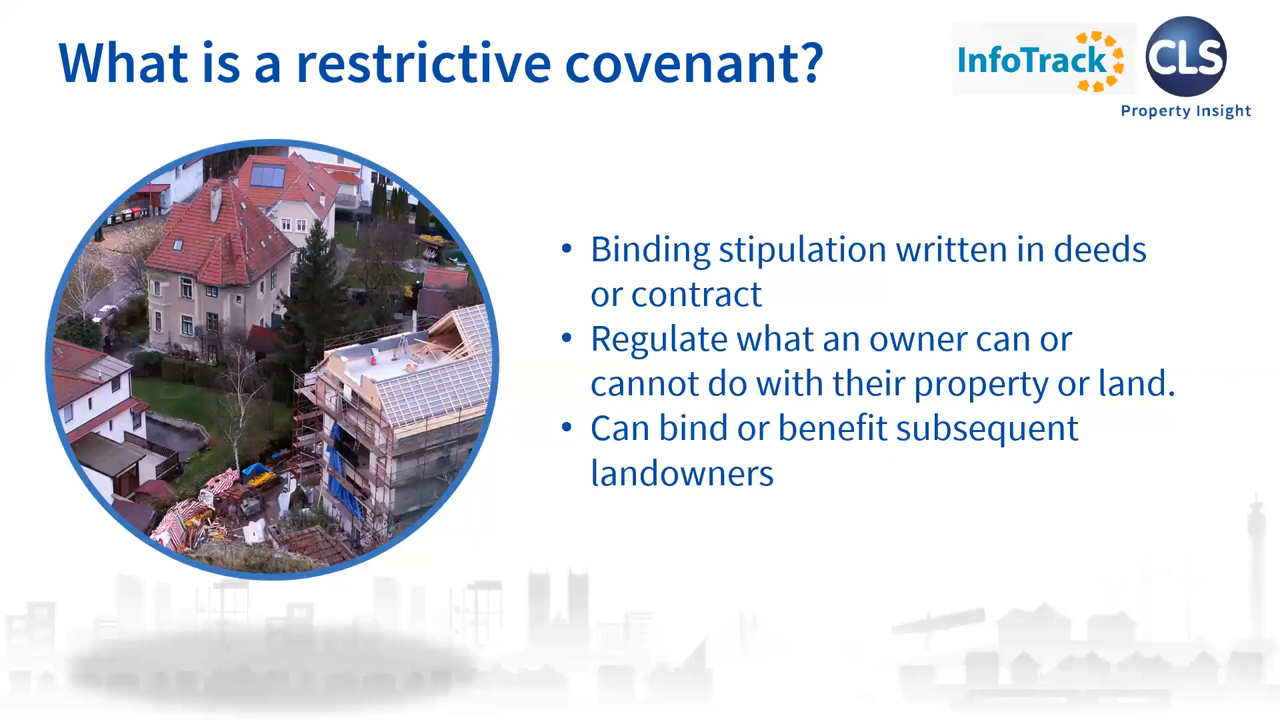 What is a restrictive covenant?
InfoTrack
CLS
Property Insight
• Binding stipulation written in deeds
or contract
• Regulate what an owner can or
cannot do with their property or land.
• Can bind or benefit subsequent
landowners